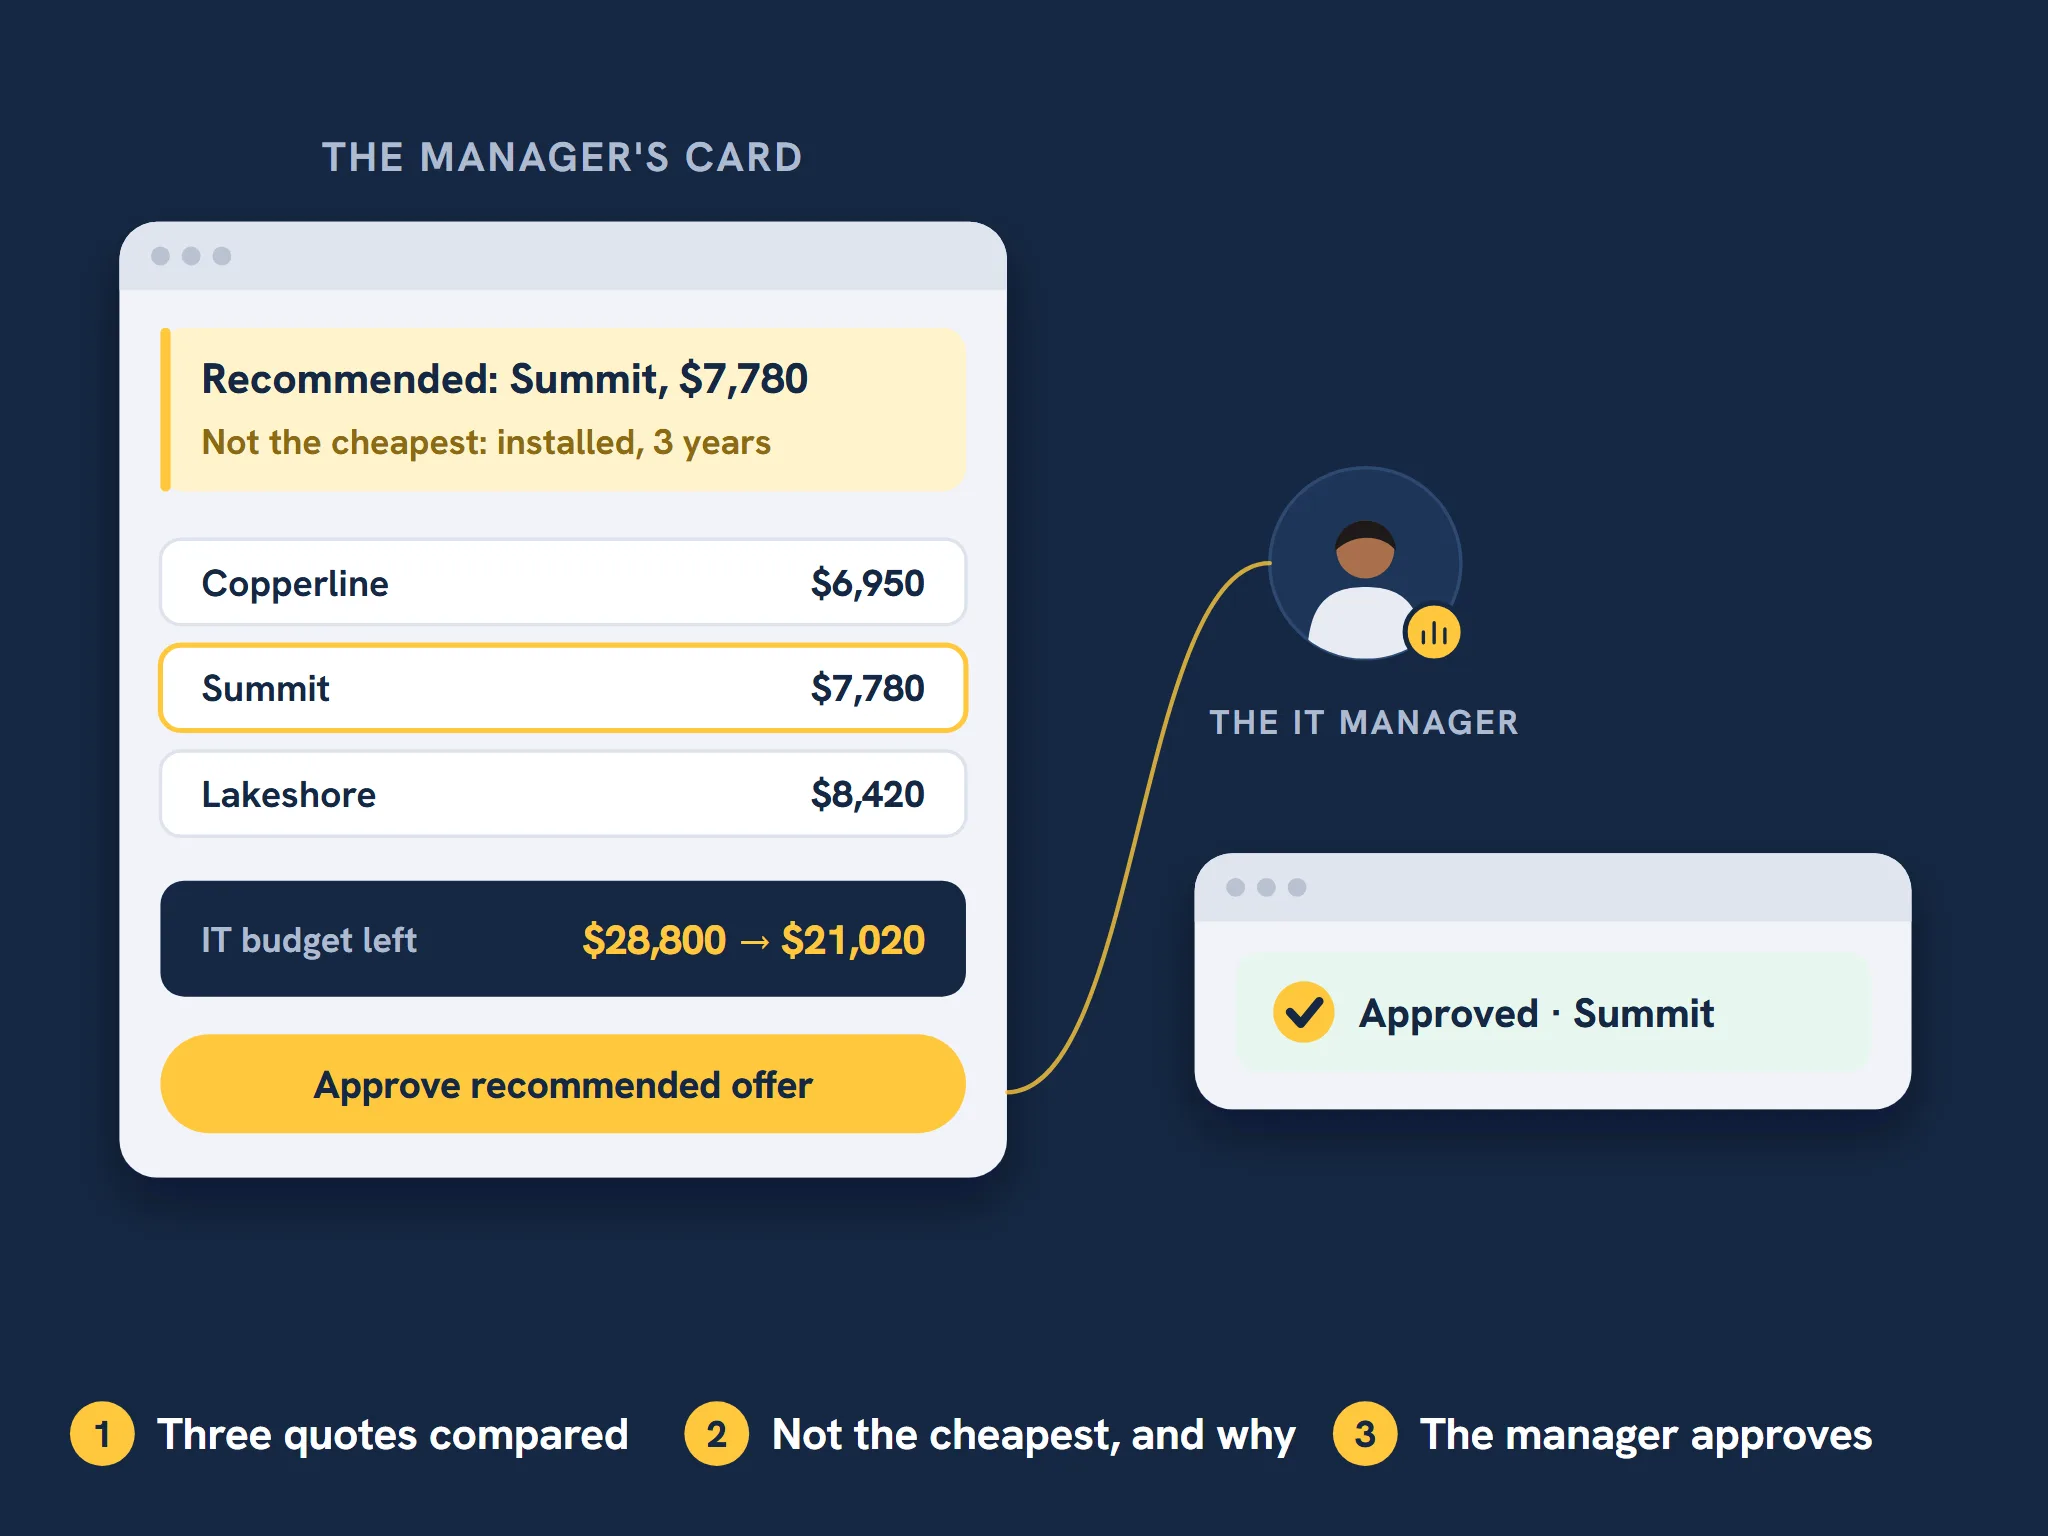 THE MANAGER'S CARD
Recommended: Summit, $7,780
Not the cheapest: installed, 3 years
Copperline $6,950
Summit $7,780
Lakeshore $8,420
IT budget left $28,800 → $21,020
Approve recommended offer
THE IT MANAGER
Approved · Summit
1 Three quotes compared
2 Not the cheapest, and why
3 The manager approves